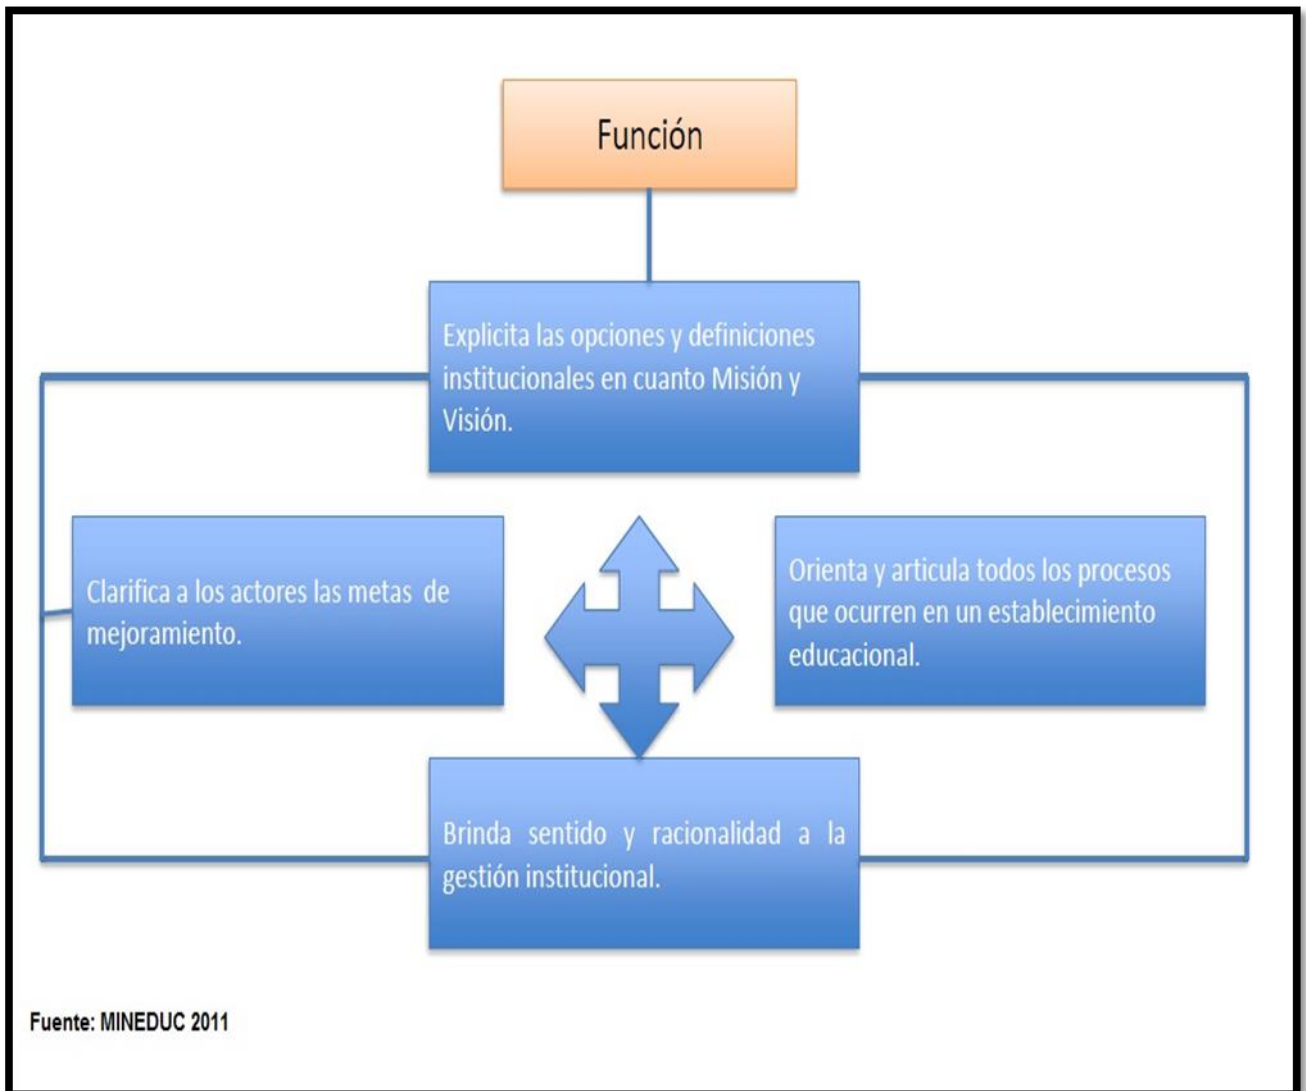 Función
Explicita las opciones y definiciones
institucionales en cuanto Misión y
Visión.
Clarifica a los actores las metas de
mejoramiento.
Orienta y articula todos los procesos
que ocurren en un establecimiento
educacional.
Brinda sentido y racionalidad a la
gestión institucional.
Fuente: MINEDUC 2011